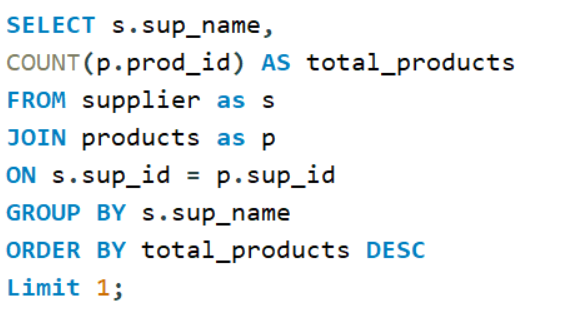 SELECT s.sup_name,
COUNT(p.prod_id) AS total_products
FROM supplier as s
JOIN products as p
ON s.sup_id = p.sup_id
GROUP BY s.sup_name
ORDER BY total_products DESC
Limit 1;